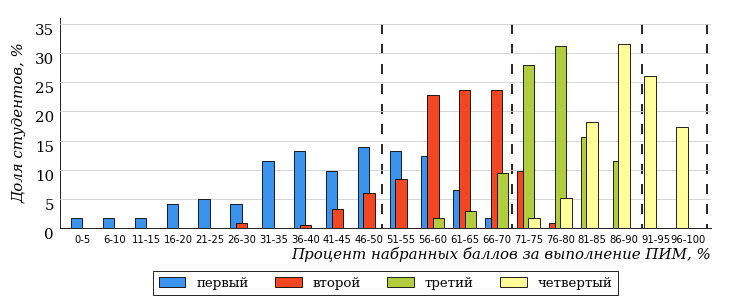 Доля студентов, %
35
30
25
20
15
10
5
0
0-5 6-10 11-15 16-20 21-25 26-30 31-35 36-40 41-45 46-50 51-55 56-60 61-65 66-70 71-75 76-80 81-85 86-90 91-95 96-100
Процент набранных баллов за выполнение ПИМ, %
первый второй третий четвертый